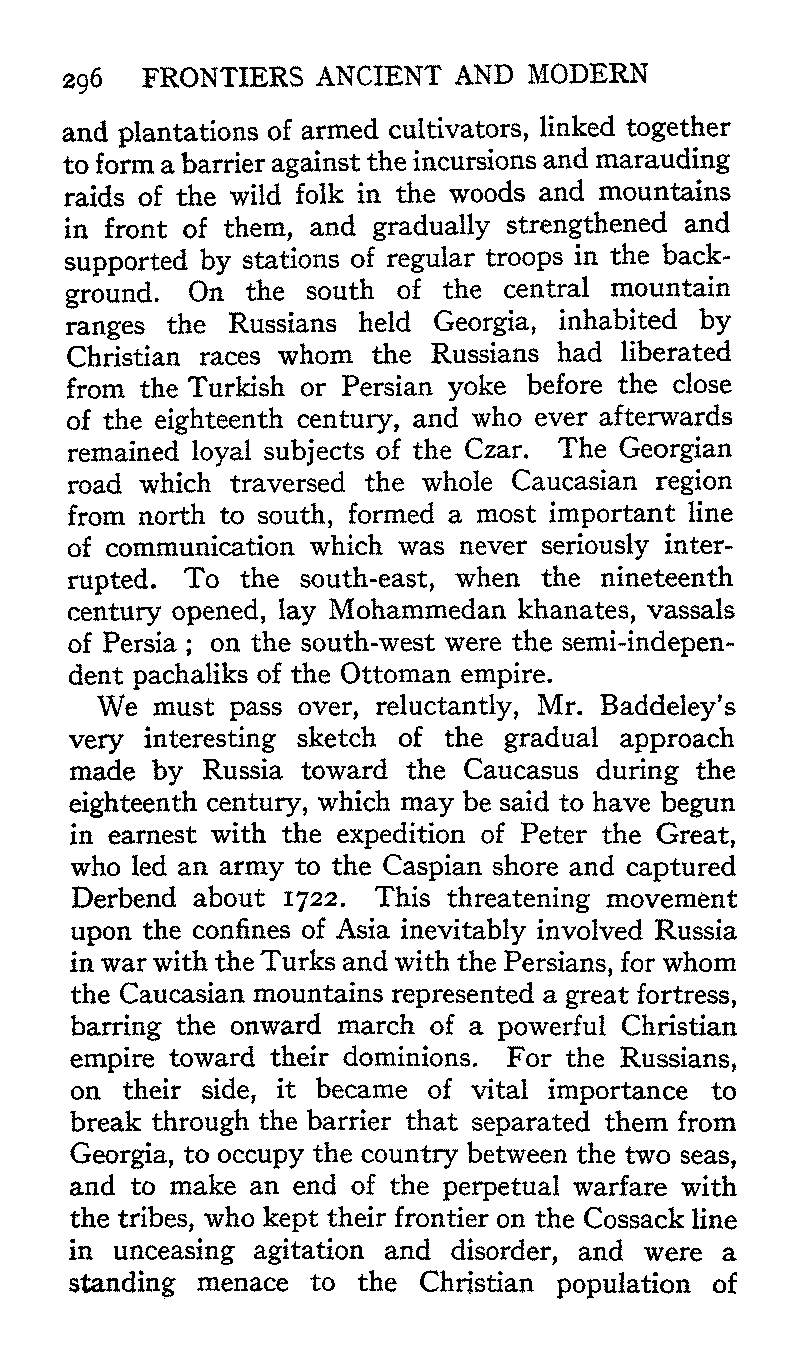 296 FRONTIERS ANCIENT AND MODERN
and plantations of armed cultivators, linked together
to form a barrier against the incursions and marauding
raids of the wild folk in the woods and mountains
in front of them, and gradually strengthened and
supported by stations of regular troops in the back-
ground. On the south of the central mountain
ranges the Russians held Georgia, inhabited by
Christian races whom the Russians had liberated
from the Turkish or Persian yoke before the close
of the eighteenth century, and who ever afterwards
remained loyal subjects of the Czar. The Georgian
road which traversed the whole Caucasian region
from north to south, formed a most important line
of communication which was never seriously inter-
rupted. To the south-east, when the nineteenth
century opened, lay Mohammedan khanates, vassals
of Persia ; on the south-west were the semi-indepen-
dent pachaliks of the Ottoman empire.
We must pass over, reluctantly, Mr. Baddeley's
very interesting sketch of the gradual approach
made by Russia toward the Caucasus during the
eighteenth century, which may be said to have begun
in earnest with the expedition of Peter the Great,
who led an army to the Caspian shore and captured
Derbend about 1722. This threatening movement
upon the confines of Asia inevitably involved Russia
in war with the Turks and with the Persians, for whom
the Caucasian mountains represented a great fortress,
barring the onward march of a powerful Christian
empire toward their dominions. For the Russians,
on their side, it became of vital importance to
break through the barrier that separated them from
Georgia, to occupy the country between the two seas,
and to make an end of the perpetual warfare with
the tribes, who kept their frontier on the Cossack line
in unceasing agitation and disorder, and were a
standing menace to the Christian population of